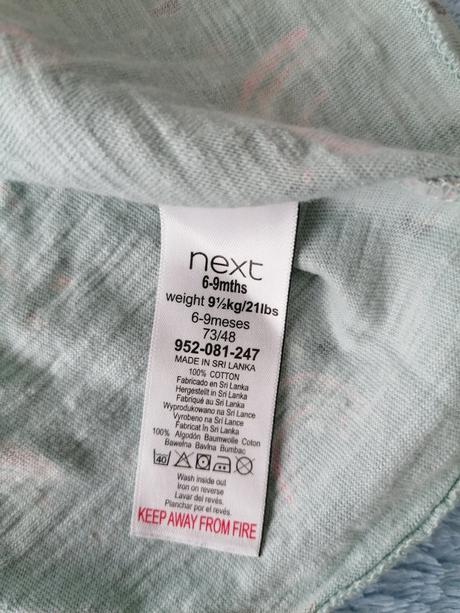 next
6-9mths
weight 9½kg/21lbs
6-9meses
73/48
952-081-247
MADE IN SRI LANKA
100% COTTON
Fabricado en Sri Lanka
Hergestellt in Sri Lanka
Fabriqué au Sri Lanka
Wyprodukowano na Sri Lance
Vyrobeno na Sri Lance
Fabricat în Sri Lanka
100% Algodón Baumwolle Coton
Bawełna Bavlna Bumbac
40
Wash inside out
Iron on reverse
Lavar del revés.
Planchar por el revés.
KEEP AWAY FROM FIRE